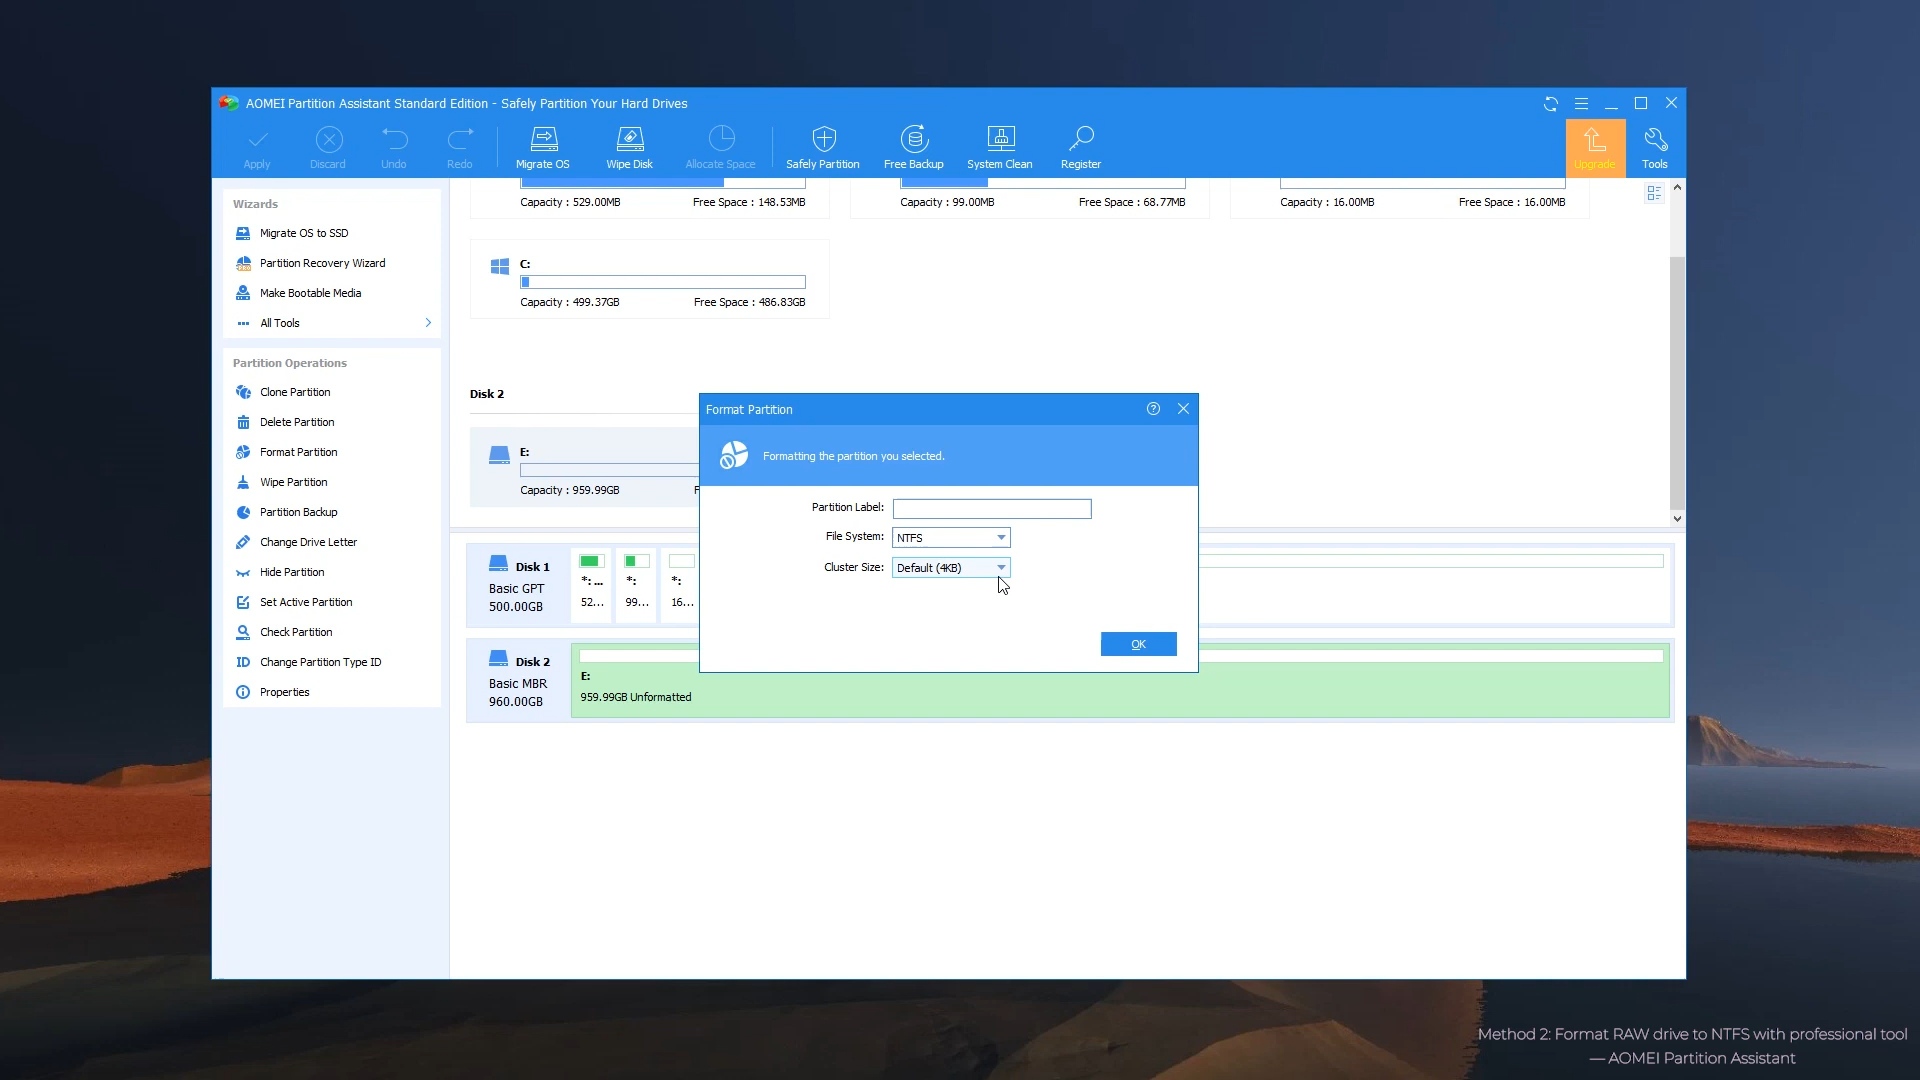 AOMEI Partition Assistant Standard Edition - Safely Partition Your Hard Drives
Apply
Discard
Undo
Redo
Migrate OS
Wipe Disk
Allocate Space
Safely Partition
Free Backup
System Clean
Register
Upgrade
Tools
Wizards
Migrate OS to SSD
Partition Recovery Wizard
Make Bootable Media
All Tools
Partition Operations
Clone Partition
Delete Partition
Format Partition
Wipe Partition
Partition Backup
Change Drive Letter
Hide Partition
Set Active Partition
Check Partition
ID Change Partition Type ID
Properties
Capacity : 529.00MB Free Space : 148.53MB
Capacity : 99.00MB Free Space : 68.77MB
Capacity : 16.00MB Free Space : 16.00MB
C:
Capacity : 499.37GB Free Space : 486.83GB
Disk 2
E:
Capacity : 959.99GB F
Format Partition
Formatting the partition you selected.
Partition Label:
File System: NTFS
Cluster Size: Default (4KB)
OK
Disk 1
Basic GPT
500.00GB
*: ...
52...
*:
99...
*:
16...
Disk 2
Basic MBR
960.00GB
E:
959.99GB Unformatted
Method 2: Format RAW drive to NTFS with professional tool
— AOMEI Partition Assistant